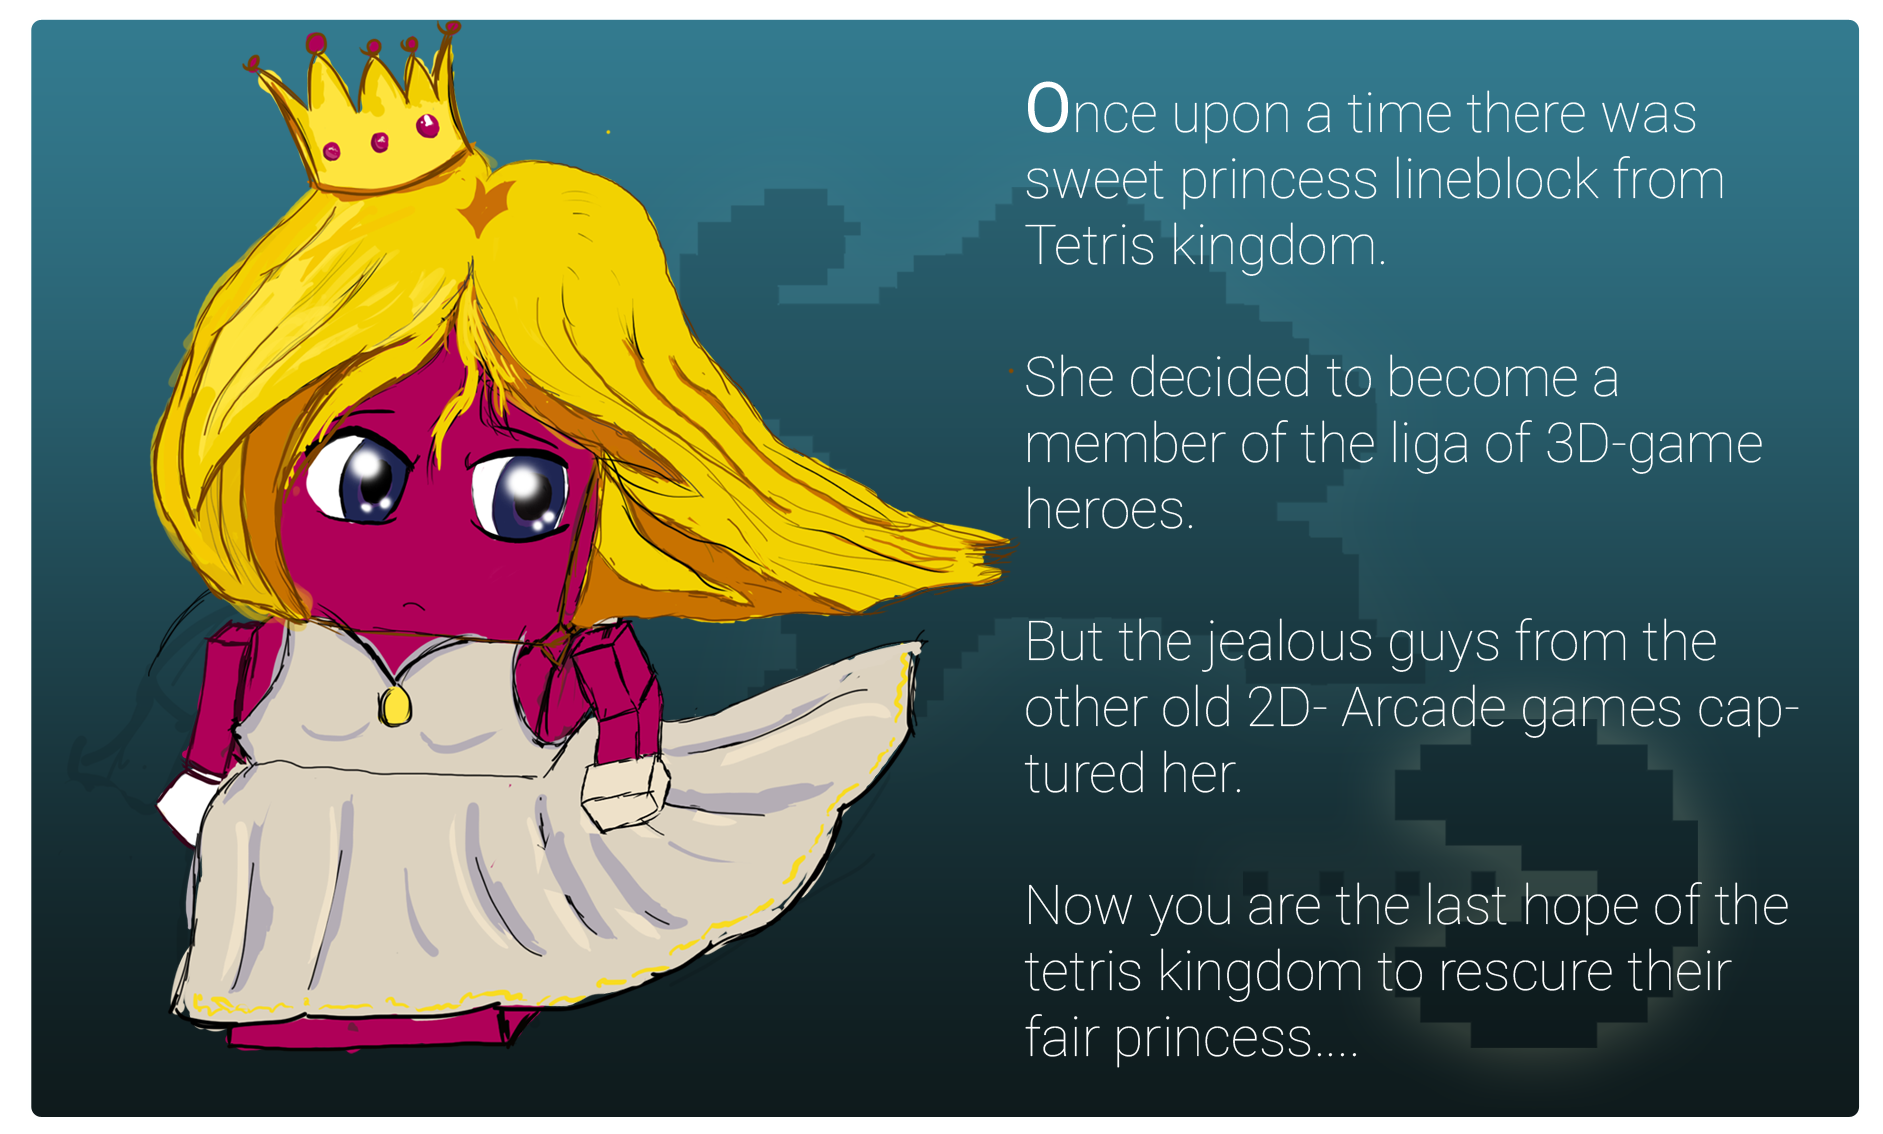 Once upon a time there was
sweet princess lineblock from
Tetris kingdom.
She decided to become a
member of the liga of 3D-game
heroes.
But the jealous guys from the
other old 2D- Arcade games cap-
tured her.
Now you are the last hope of the
tetris kingdom to rescure their
fair princess....